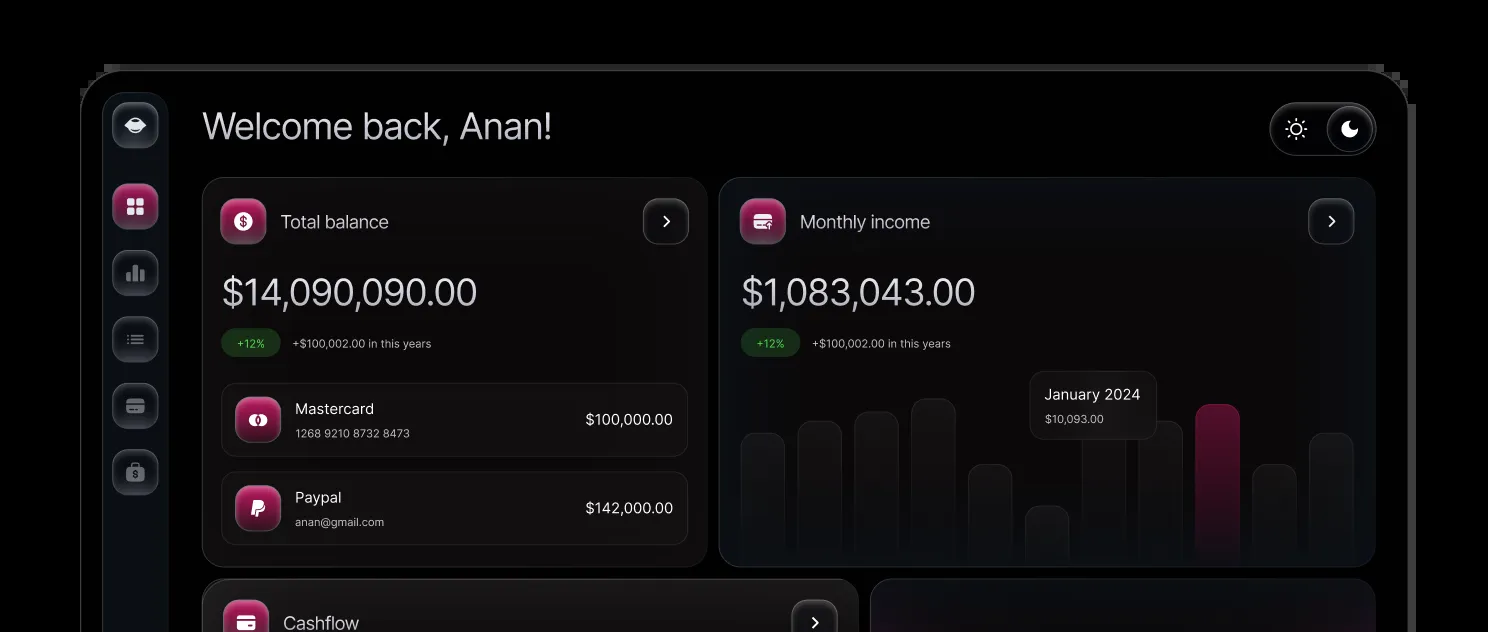 Welcome back, Anan!
Total balance
$14,090,090.00
+12% +$100,002.00 in this years
Mastercard
1268 9210 8732 8473
$100,000.00
Paypal
anan@gmail.com
$142,000.00
Monthly income
$1,083,043.00
+12% +$100,002.00 in this years
January 2024
$10,093.00
Cashflow